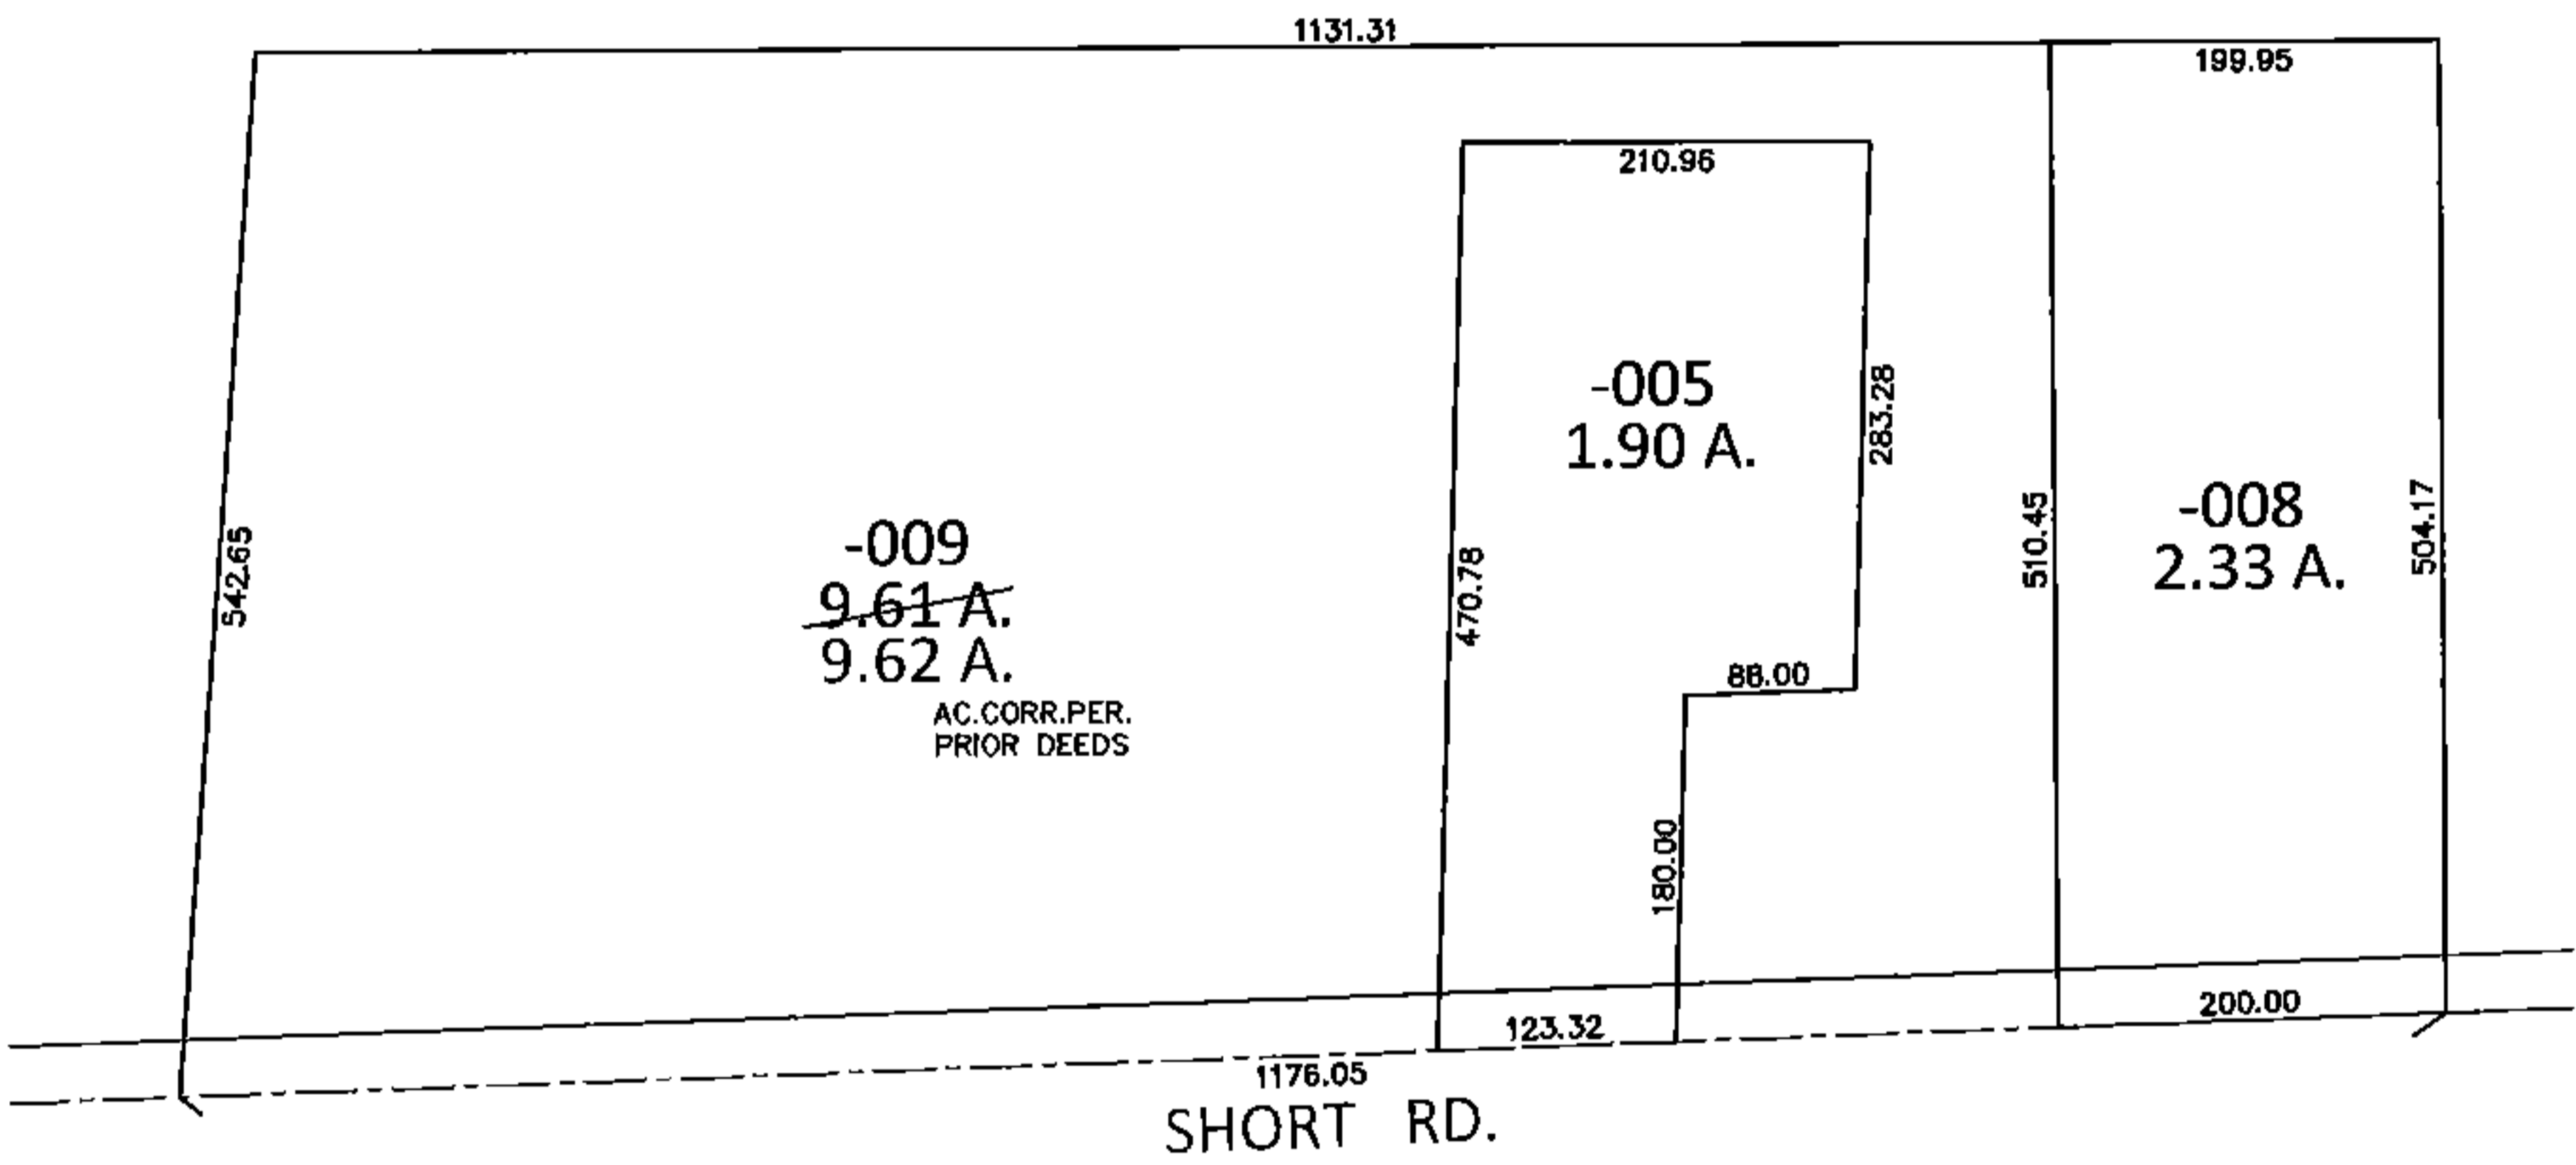 1131.31
199.95
210.96
-005
1.90 A.
283.28
-008
2.33 A.
504.17
510.45
-009
9.61 A.
9.62 A.
AC.CORR.PER.
PRIOR DEEDS
542.65
470.78
88.00
180.00
123.32
200.00
1176.05
SHORT RD.